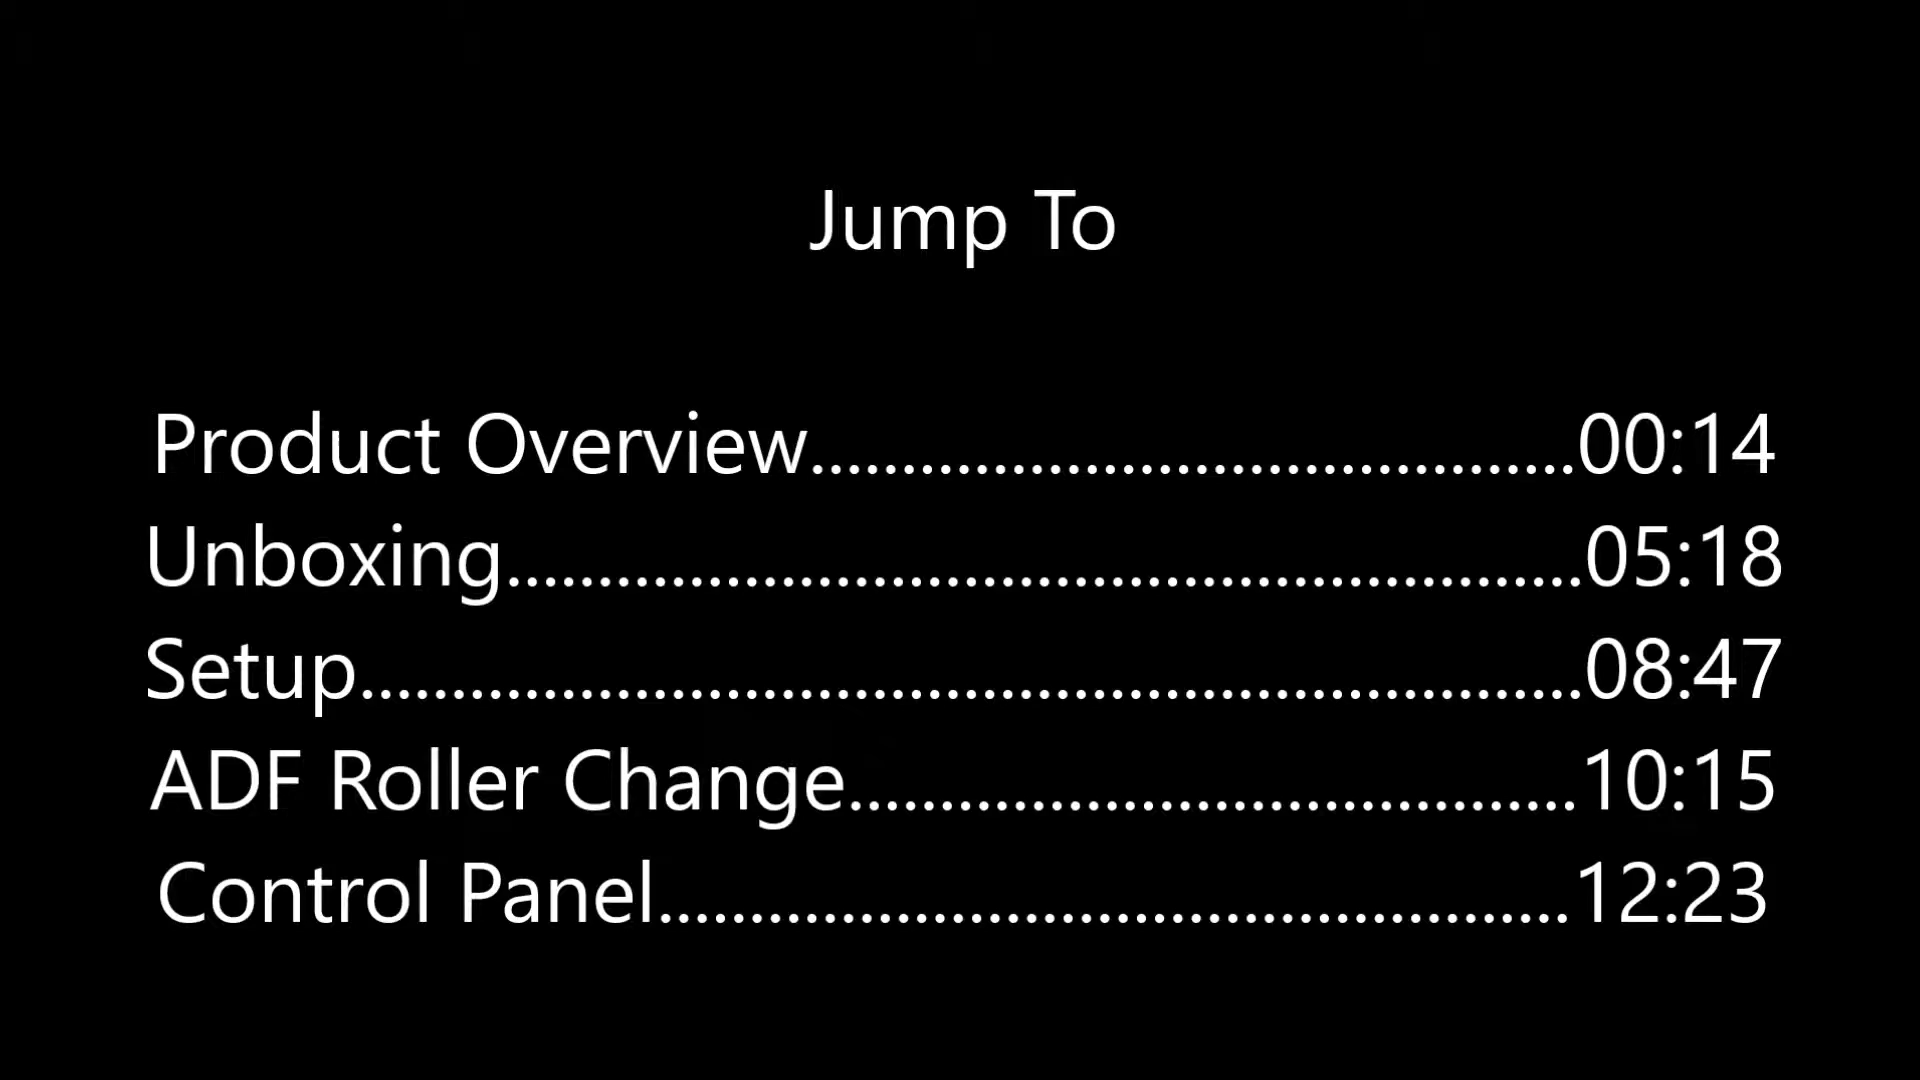 Jump To
Product Overview..........................................00:14
Unboxing...........................................................05:18
Setup...................................................................08:47
ADF Roller Change........................................10:15
Control Panel..................................................12:23